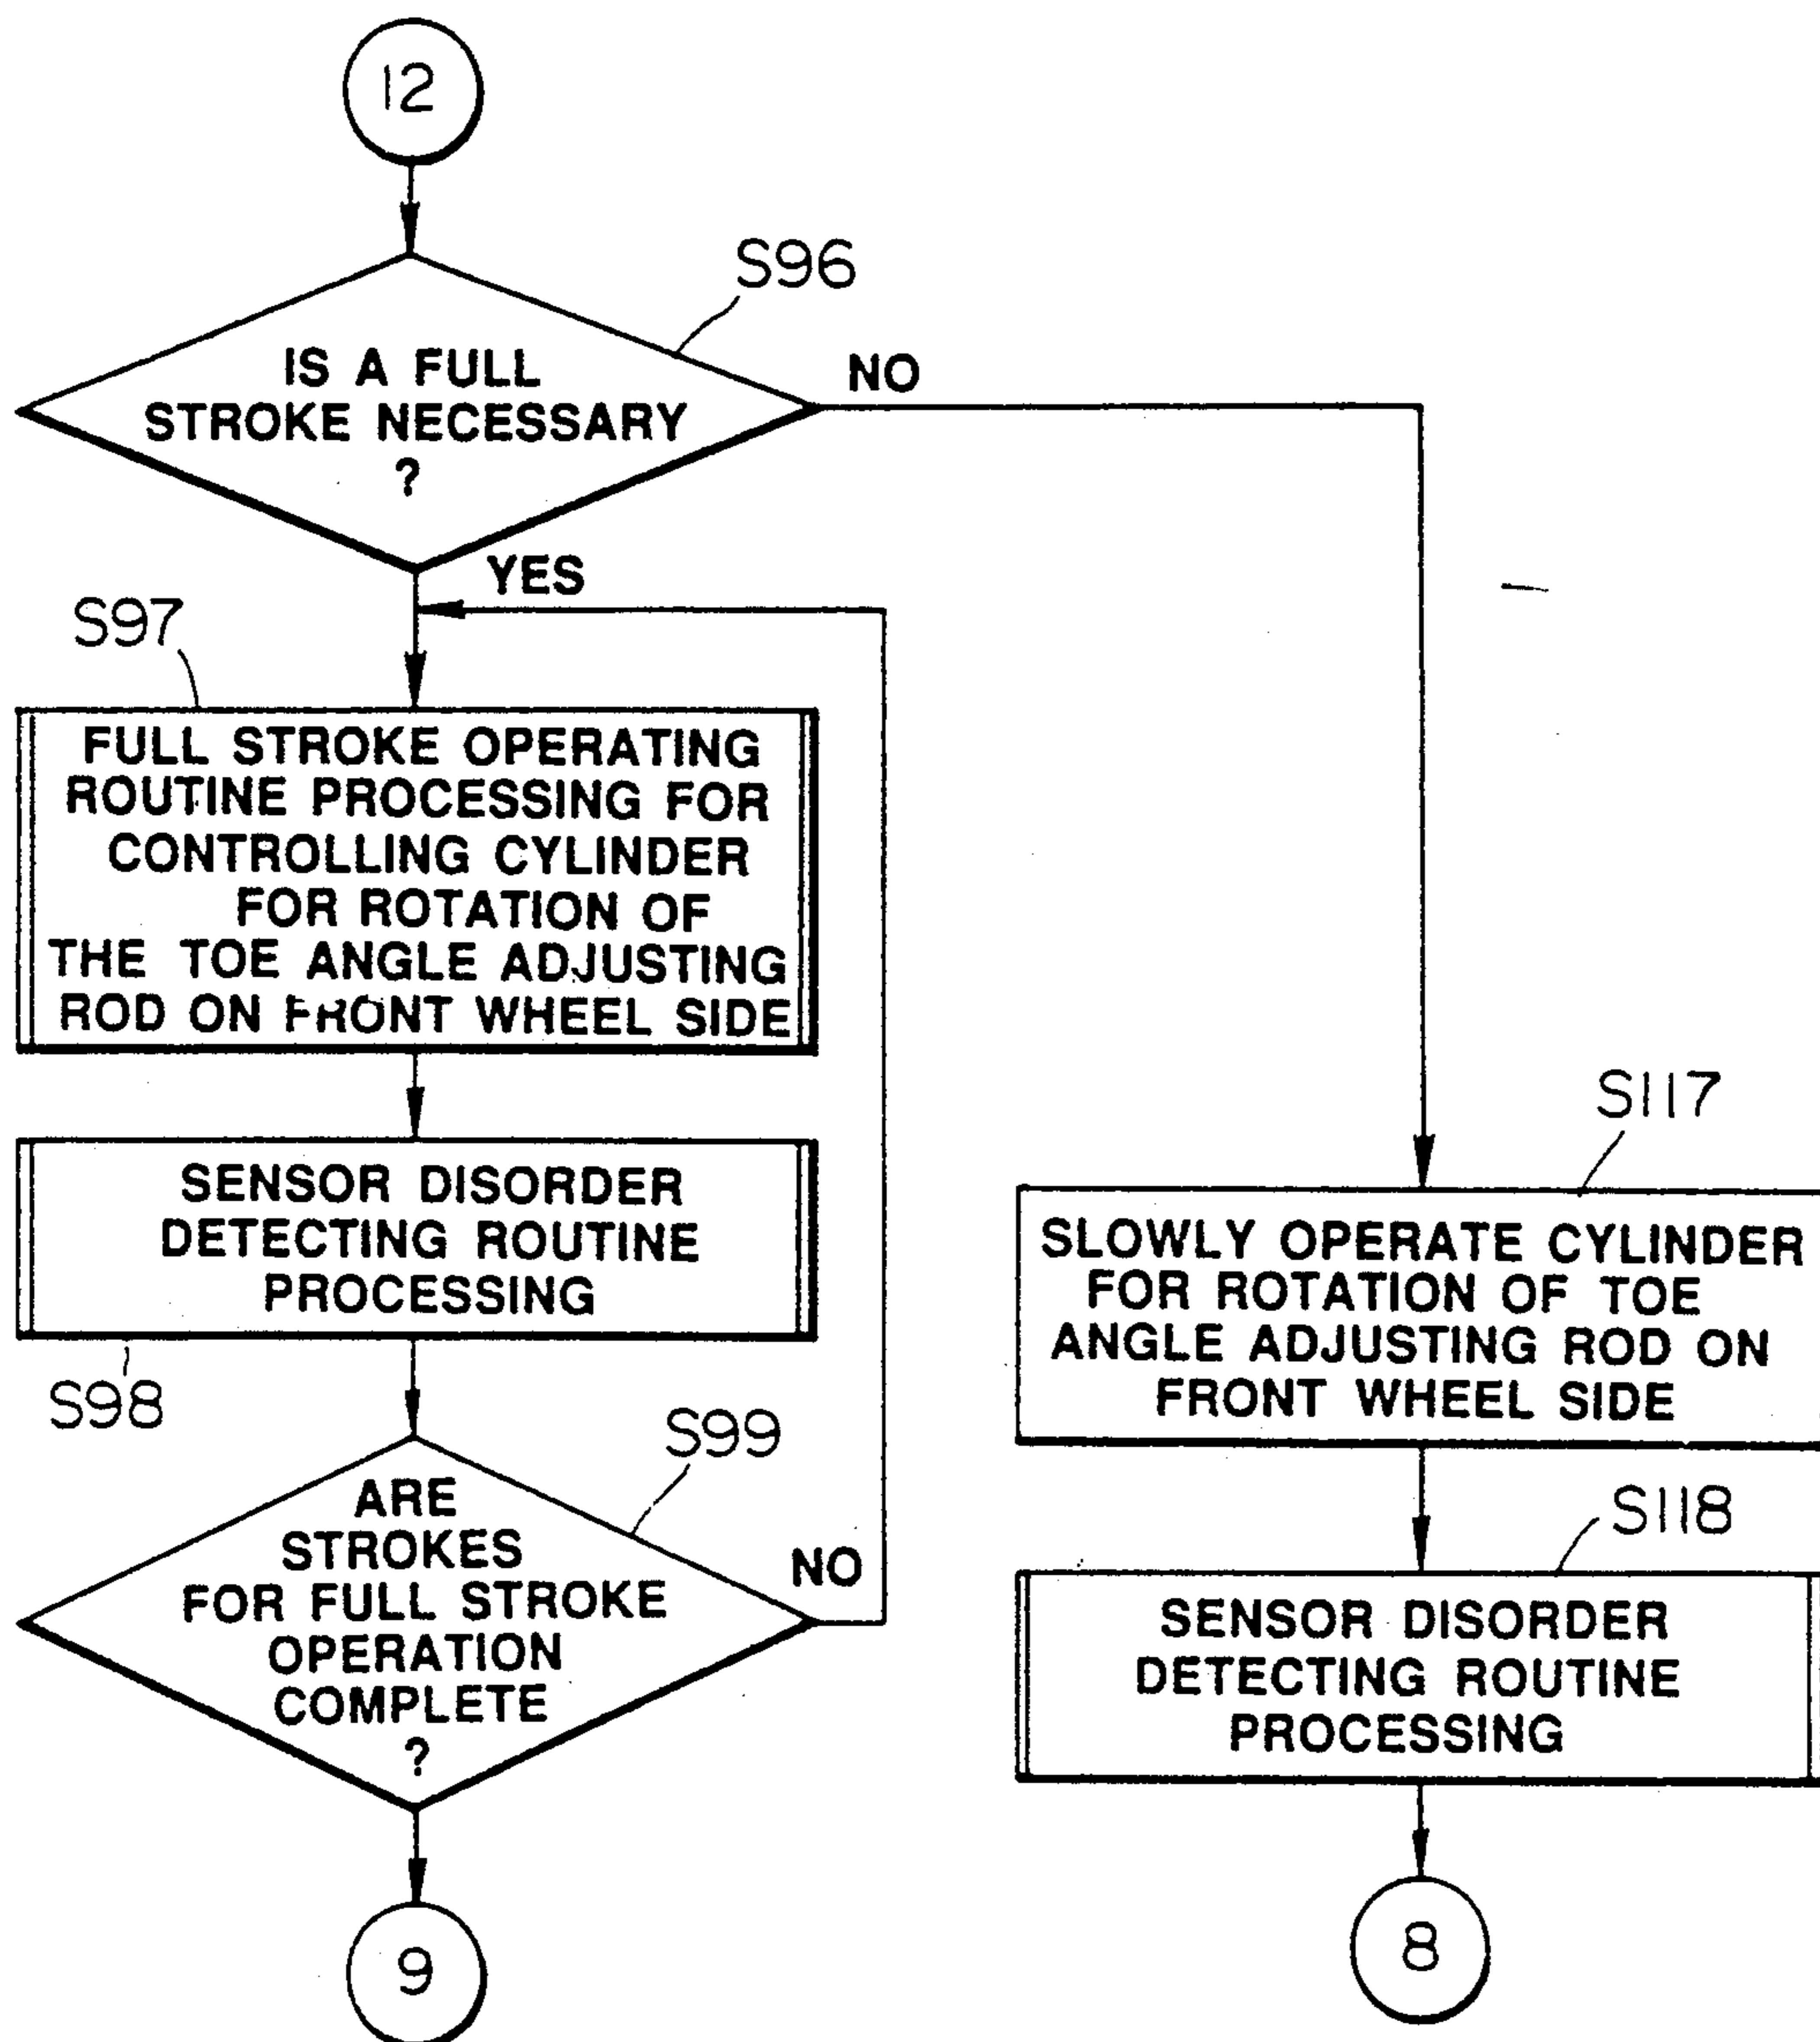 12
S96
IS A FULL
STROKE NECESSARY
?
NO
YES
S97
FULL STROKE OPERATING
ROUTINE PROCESSING FOR
CONTROLLING CYLINDER
FOR ROTATION OF
THE TOE ANGLE ADJUSTING
ROD ON FRONT WHEEL SIDE
SENSOR DISORDER
DETECTING ROUTINE
PROCESSING
S98
S99
ARE
STROKES
FOR FULL STROKE
OPERATION
COMPLETE
?
NO
9
S117
SLOWLY OPERATE CYLINDER
FOR ROTATION OF TOE
ANGLE ADJUSTING ROD ON
FRONT WHEEL SIDE
S118
SENSOR DISORDER
DETECTING ROUTINE
PROCESSING
8